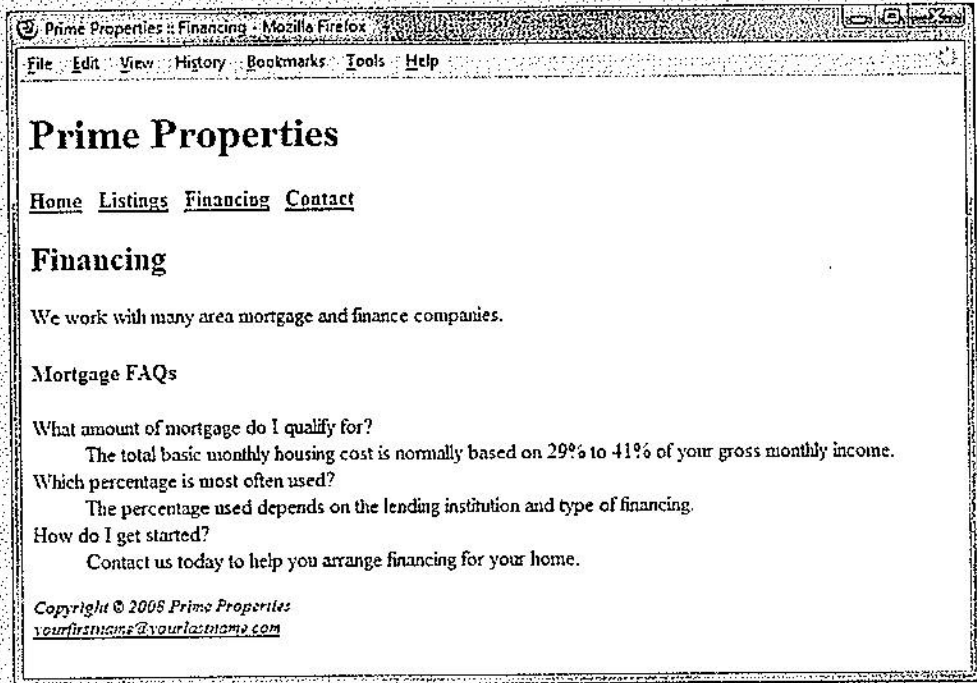 Prime Properties :: Financing - Mozilla Firefox
File Edit View History Bookmarks Tools Help
Prime Properties
Home Listings Financing Contact
Financing
We work with many area mortgage and finance companies.
Mortgage FAQs
What amount of mortgage do I qualify for?
The total basic monthly housing cost is normally based on 29% to 41% of your gross monthly income.
Which percentage is most often used?
The percentage used depends on the lending institution and type of financing.
How do I get started?
Contact us today to help you arrange financing for your home.
Copyright © 2008 Prime Properties
yourfirstname@yourlastname.com